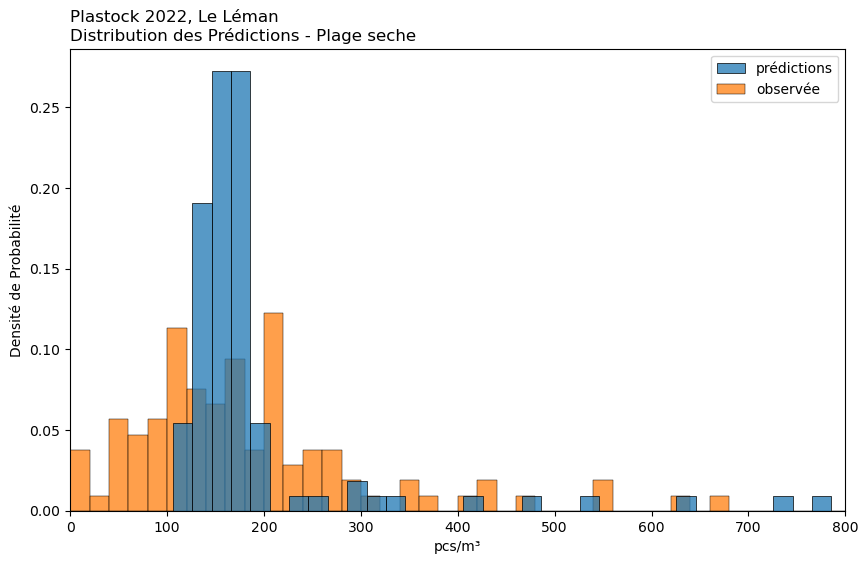 Plastock 2022, Le Léman
Distribution des Prédictions - Plage seche
prédictions
observée
Densité de Probabilité
0.25
0.20
0.15
0.10
0.05
0.00
0 100 200 300 400 500 600 700 800
pcs/m³